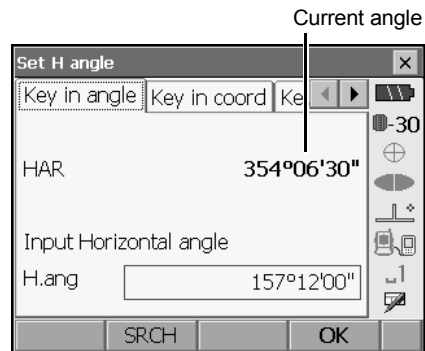 Current angle
Set H angle ×
Key in angle Key in coord Ke
-30
HAR 354°06'30"
Input Horizontal angle
H.ang 157°12'00"
1
SRCH OK